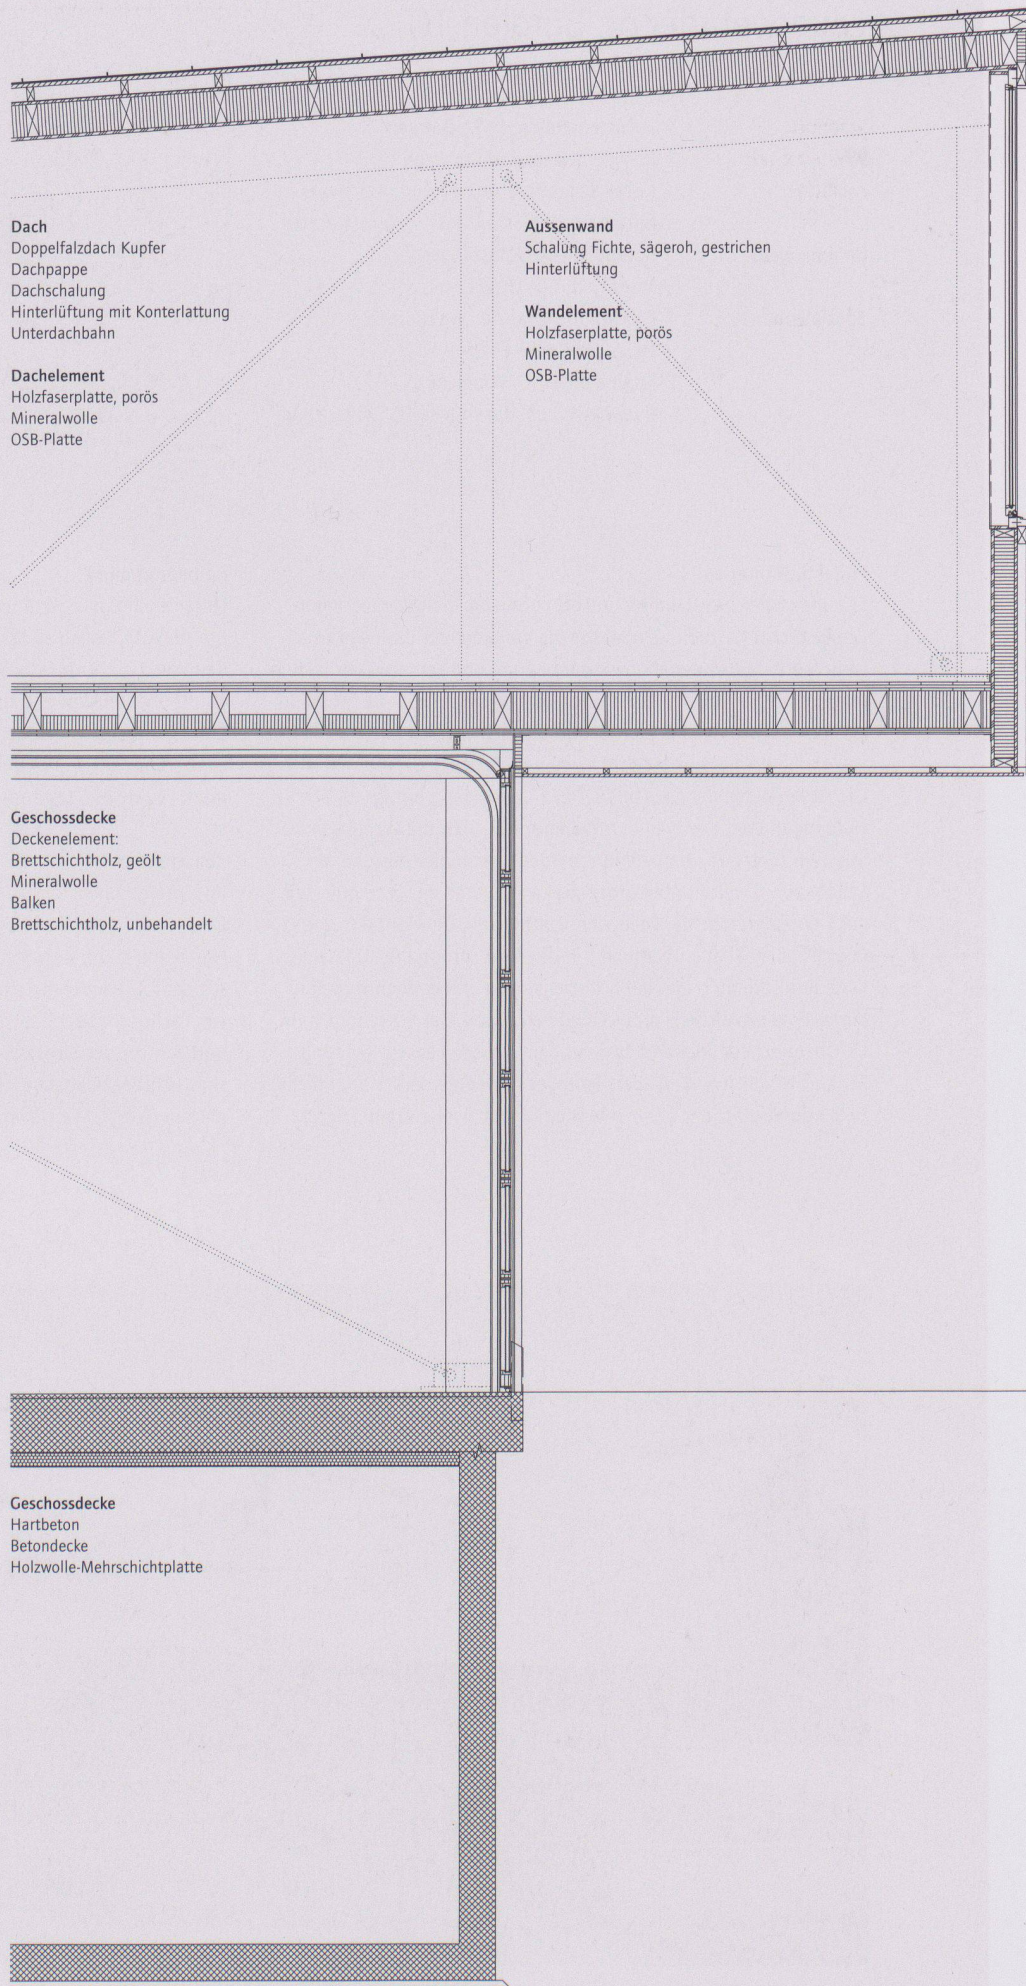 Dach
Doppelfalzdach Kupfer
Dachpappe
Dachschalung
Hinterlüftung mit Konterlattung
Unterdachbahn
Dachelement
Holzfaserplatte, porös
Mineralwolle
OSB-Platte
Aussenwand
Schalung Fichte, sägeroh, gestrichen
Hinterlüftung
Wandelement
Holzfaserplatte, porös
Mineralwolle
OSB-Platte
Geschossdecke
Deckenelement:
Brettschichtholz, geölt
Mineralwolle
Balken
Brettschichtholz, unbehandelt
Geschossdecke
Hartbeton
Betondecke
Holzwolle-Mehrschichtplatte